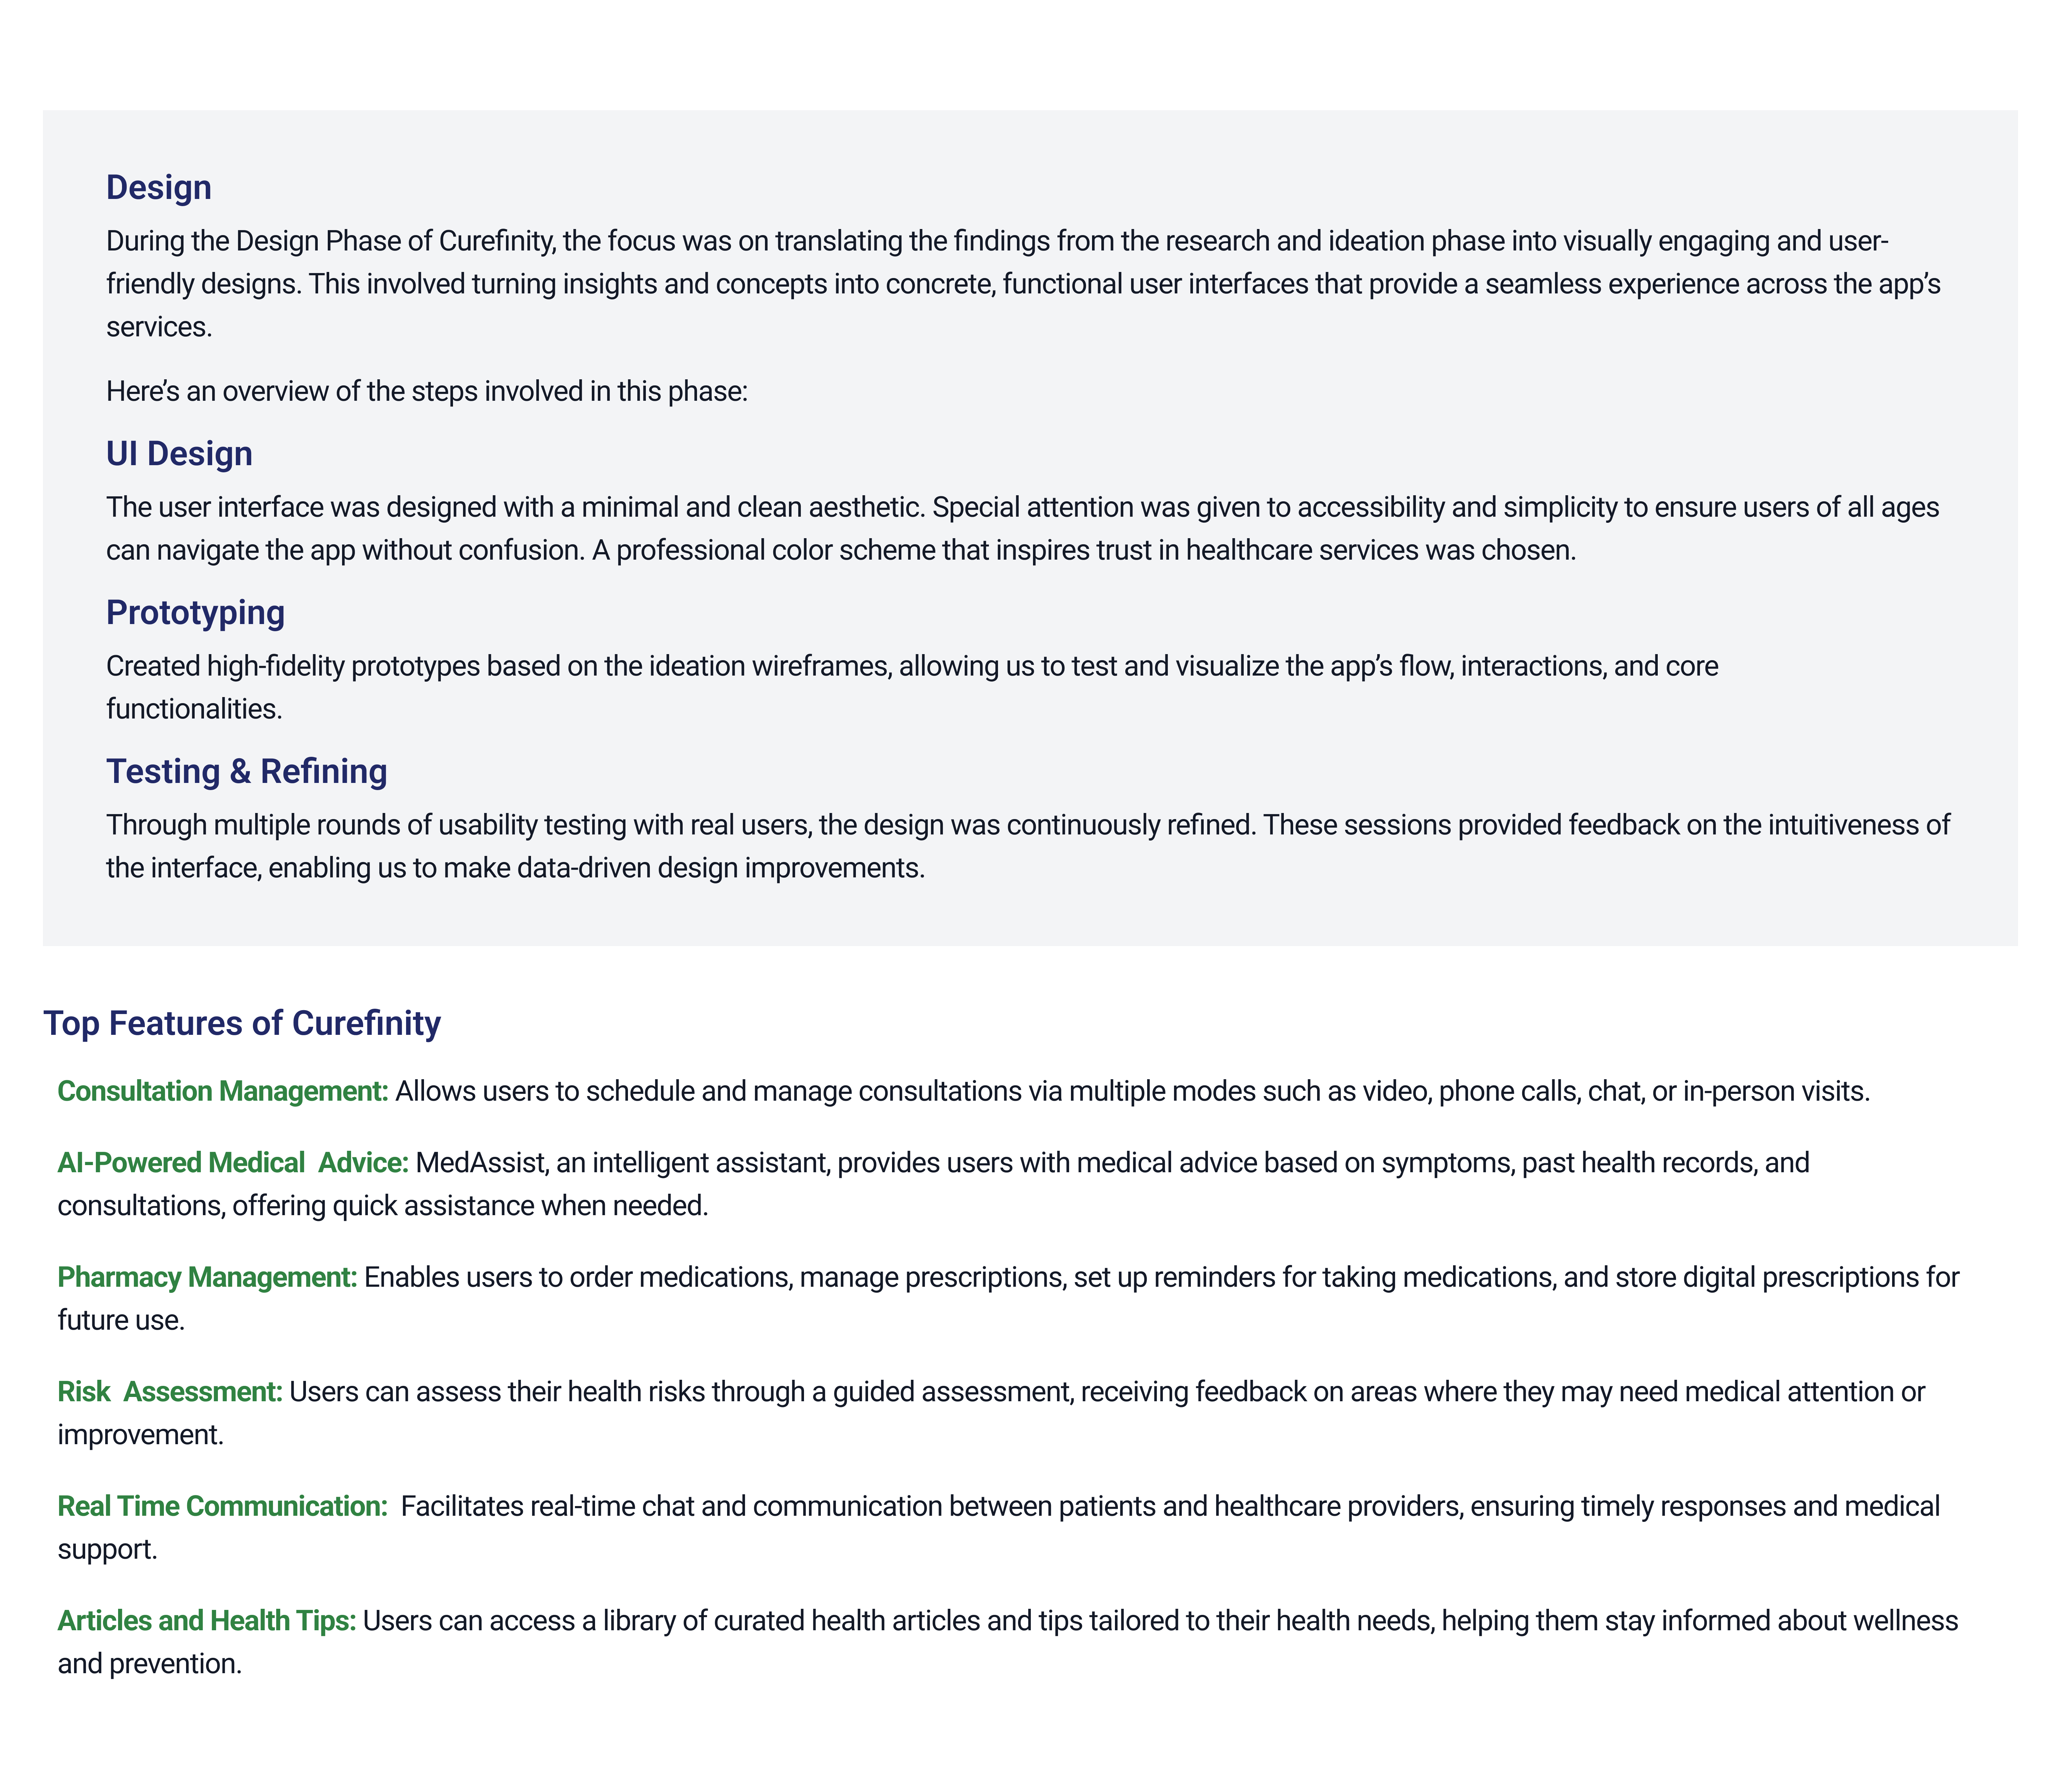 Design
During the Design Phase of Curefinity, the focus was on translating the findings from the research and ideation phase into visually engaging and user-
friendly designs. This involved turning insights and concepts into concrete, functional user interfaces that provide a seamless experience across the app’s
services.
Here’s an overview of the steps involved in this phase:
UI Design
The user interface was designed with a minimal and clean aesthetic. Special attention was given to accessibility and simplicity to ensure users of all ages
can navigate the app without confusion. A professional color scheme that inspires trust in healthcare services was chosen.
Prototyping
Created high-fidelity prototypes based on the ideation wireframes, allowing us to test and visualize the app’s flow, interactions, and core
functionalities.
Testing & Refining
Through multiple rounds of usability testing with real users, the design was continuously refined. These sessions provided feedback on the intuitiveness of
the interface, enabling us to make data-driven design improvements.
Top Features of Curefinity
Consultation Management: Allows users to schedule and manage consultations via multiple modes such as video, phone calls, chat, or in-person visits.
AI-Powered Medical  Advice: MedAssist, an intelligent assistant, provides users with medical advice based on symptoms, past health records, and
consultations, offering quick assistance when needed.
Pharmacy Management: Enables users to order medications, manage prescriptions, set up reminders for taking medications, and store digital prescriptions for
future use.
Risk  Assessment: Users can assess their health risks through a guided assessment, receiving feedback on areas where they may need medical attention or
improvement.
Real Time Communication:  Facilitates real-time chat and communication between patients and healthcare providers, ensuring timely responses and medical
support.
Articles and Health Tips: Users can access a library of curated health articles and tips tailored to their health needs, helping them stay informed about wellness
and prevention.